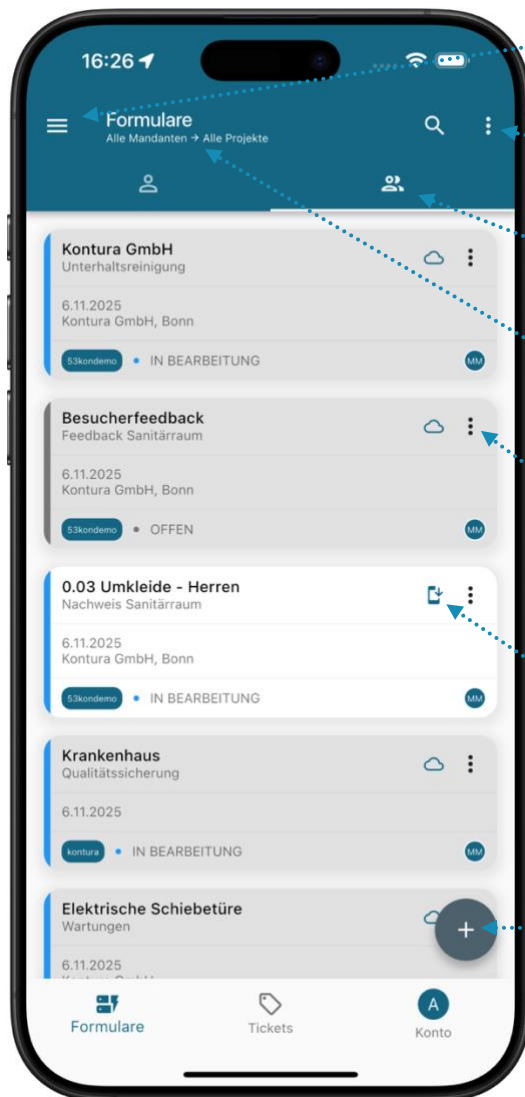 16:26
Formulare
Alle Mandanten → Alle Projekte
Kontura GmbH
Unterhaltsreinigung
6.11.2025
Kontura GmbH, Bonn
53kondemo • IN BEARBEITUNG MM
Besucherfeedback
Feedback Sanitärraum
6.11.2025
Kontura GmbH, Bonn
53kondemo • OFFEN MM
0.03 Umkleide - Herren
Nachweis Sanitärraum
6.11.2025
Kontura GmbH, Bonn
53kondemo • IN BEARBEITUNG MM
Krankenhaus
Qualitätssicherung
6.11.2025
kontura • IN BEARBEITUNG MM
Elektrische Schiebetüre
Wartungen
6.11.2025
Formulare Tickets A Konto